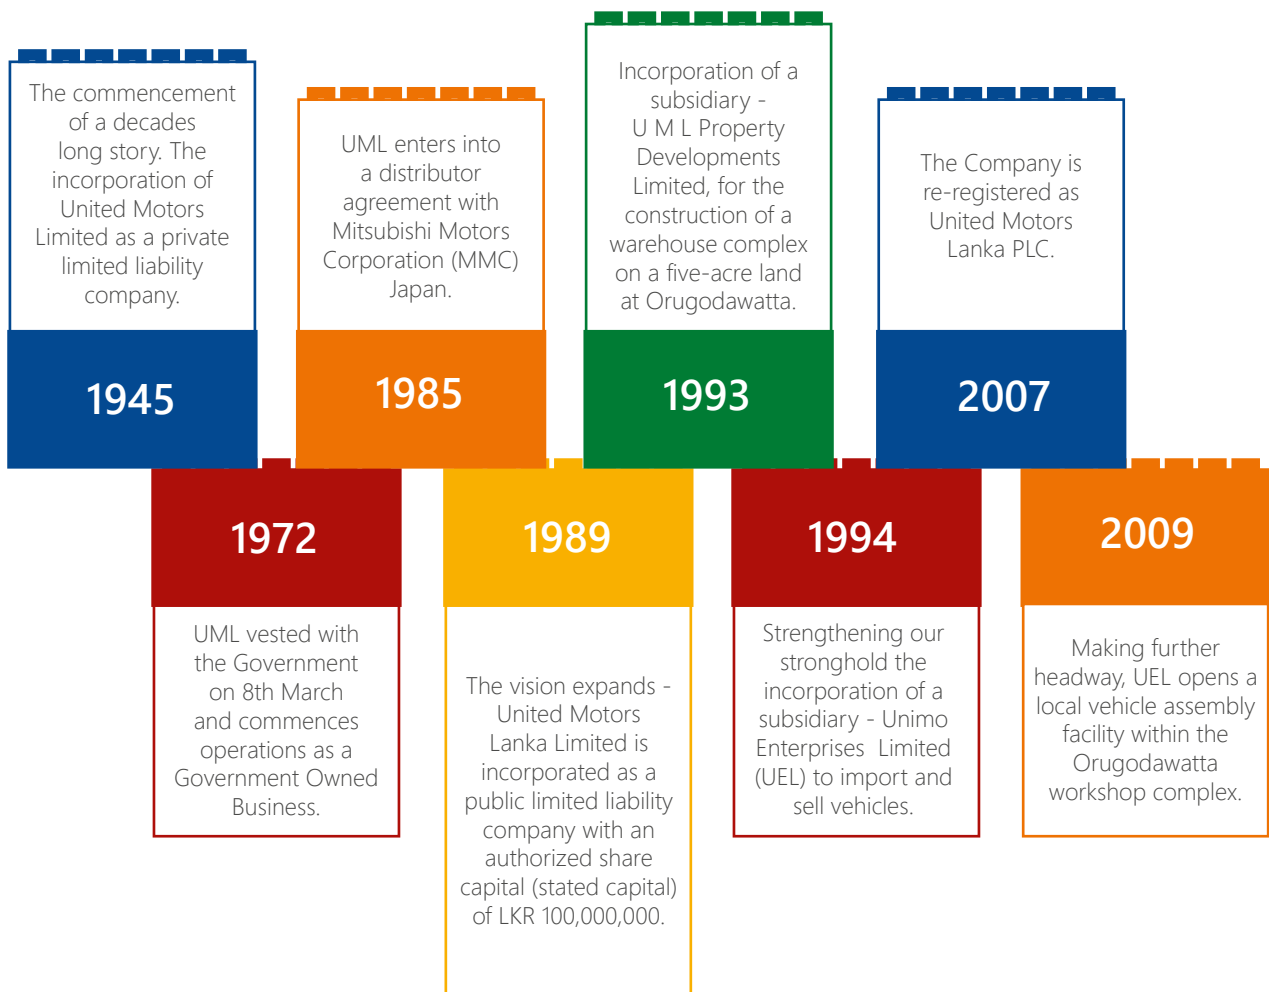 The commencement
of a decades
long story. The
incorporation of
United Motors
Limited as a private
limited liability
company.
1945
1972
UML vested with
the Government
on 8th March
and commences
operations as a
Government Owned
Business.
UML enters into
a distributor
agreement with
Mitsubishi Motors
Corporation (MMC)
Japan.
1985
1989
The vision expands -
United Motors
Lanka Limited is
incorporated as a
public limited liability
company with an
authorized share
capital (stated capital)
of LKR 100,000,000.
Incorporation of a
subsidiary -
U M L Property
Developments
Limited, for the
construction of a
warehouse complex
on a five-acre land
at Orugodawatta.
1993
1994
Strengthening our
stronghold the
incorporation of a
subsidiary - Unimo
Enterprises Limited
(UEL) to import and
sell vehicles.
The Company is
re-registered as
United Motors
Lanka PLC.
2007
2009
Making further
headway, UEL opens a
local vehicle assembly
facility within the
Orugodawatta
workshop complex.